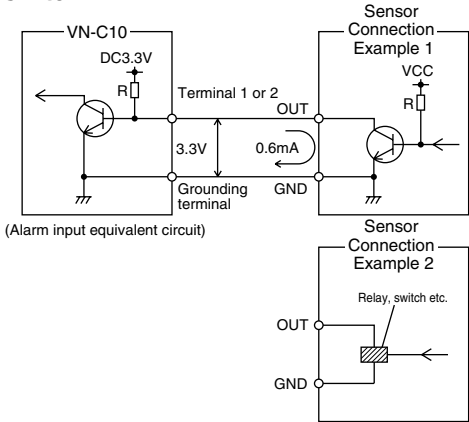 Sensor
Connection
Example 1
VN-C10
DC3.3V
R
Terminal 1 or 2
OUT
VCC
R
3.3V
0.6mA
Grounding
terminal
GND
(Alarm input equivalent circuit)
Sensor
Connection
Example 2
Relay, switch etc.
OUT
GND